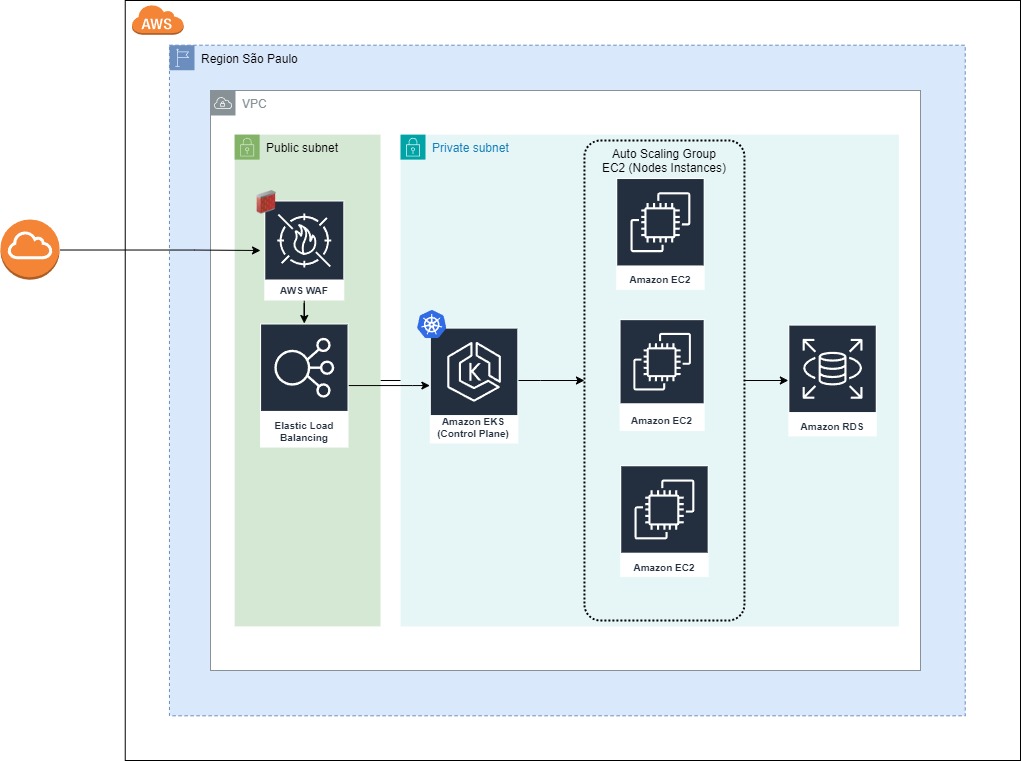 AWS
Region São Paulo
VPC
Public subnet
Private subnet
Auto Scaling Group
EC2 (Nodes Instances)
AWS WAF
Amazon EC2
Elastic Load
Balancing
K
Amazon EKS
(Control Plane)
Amazon EC2
Amazon RDS
Amazon EC2